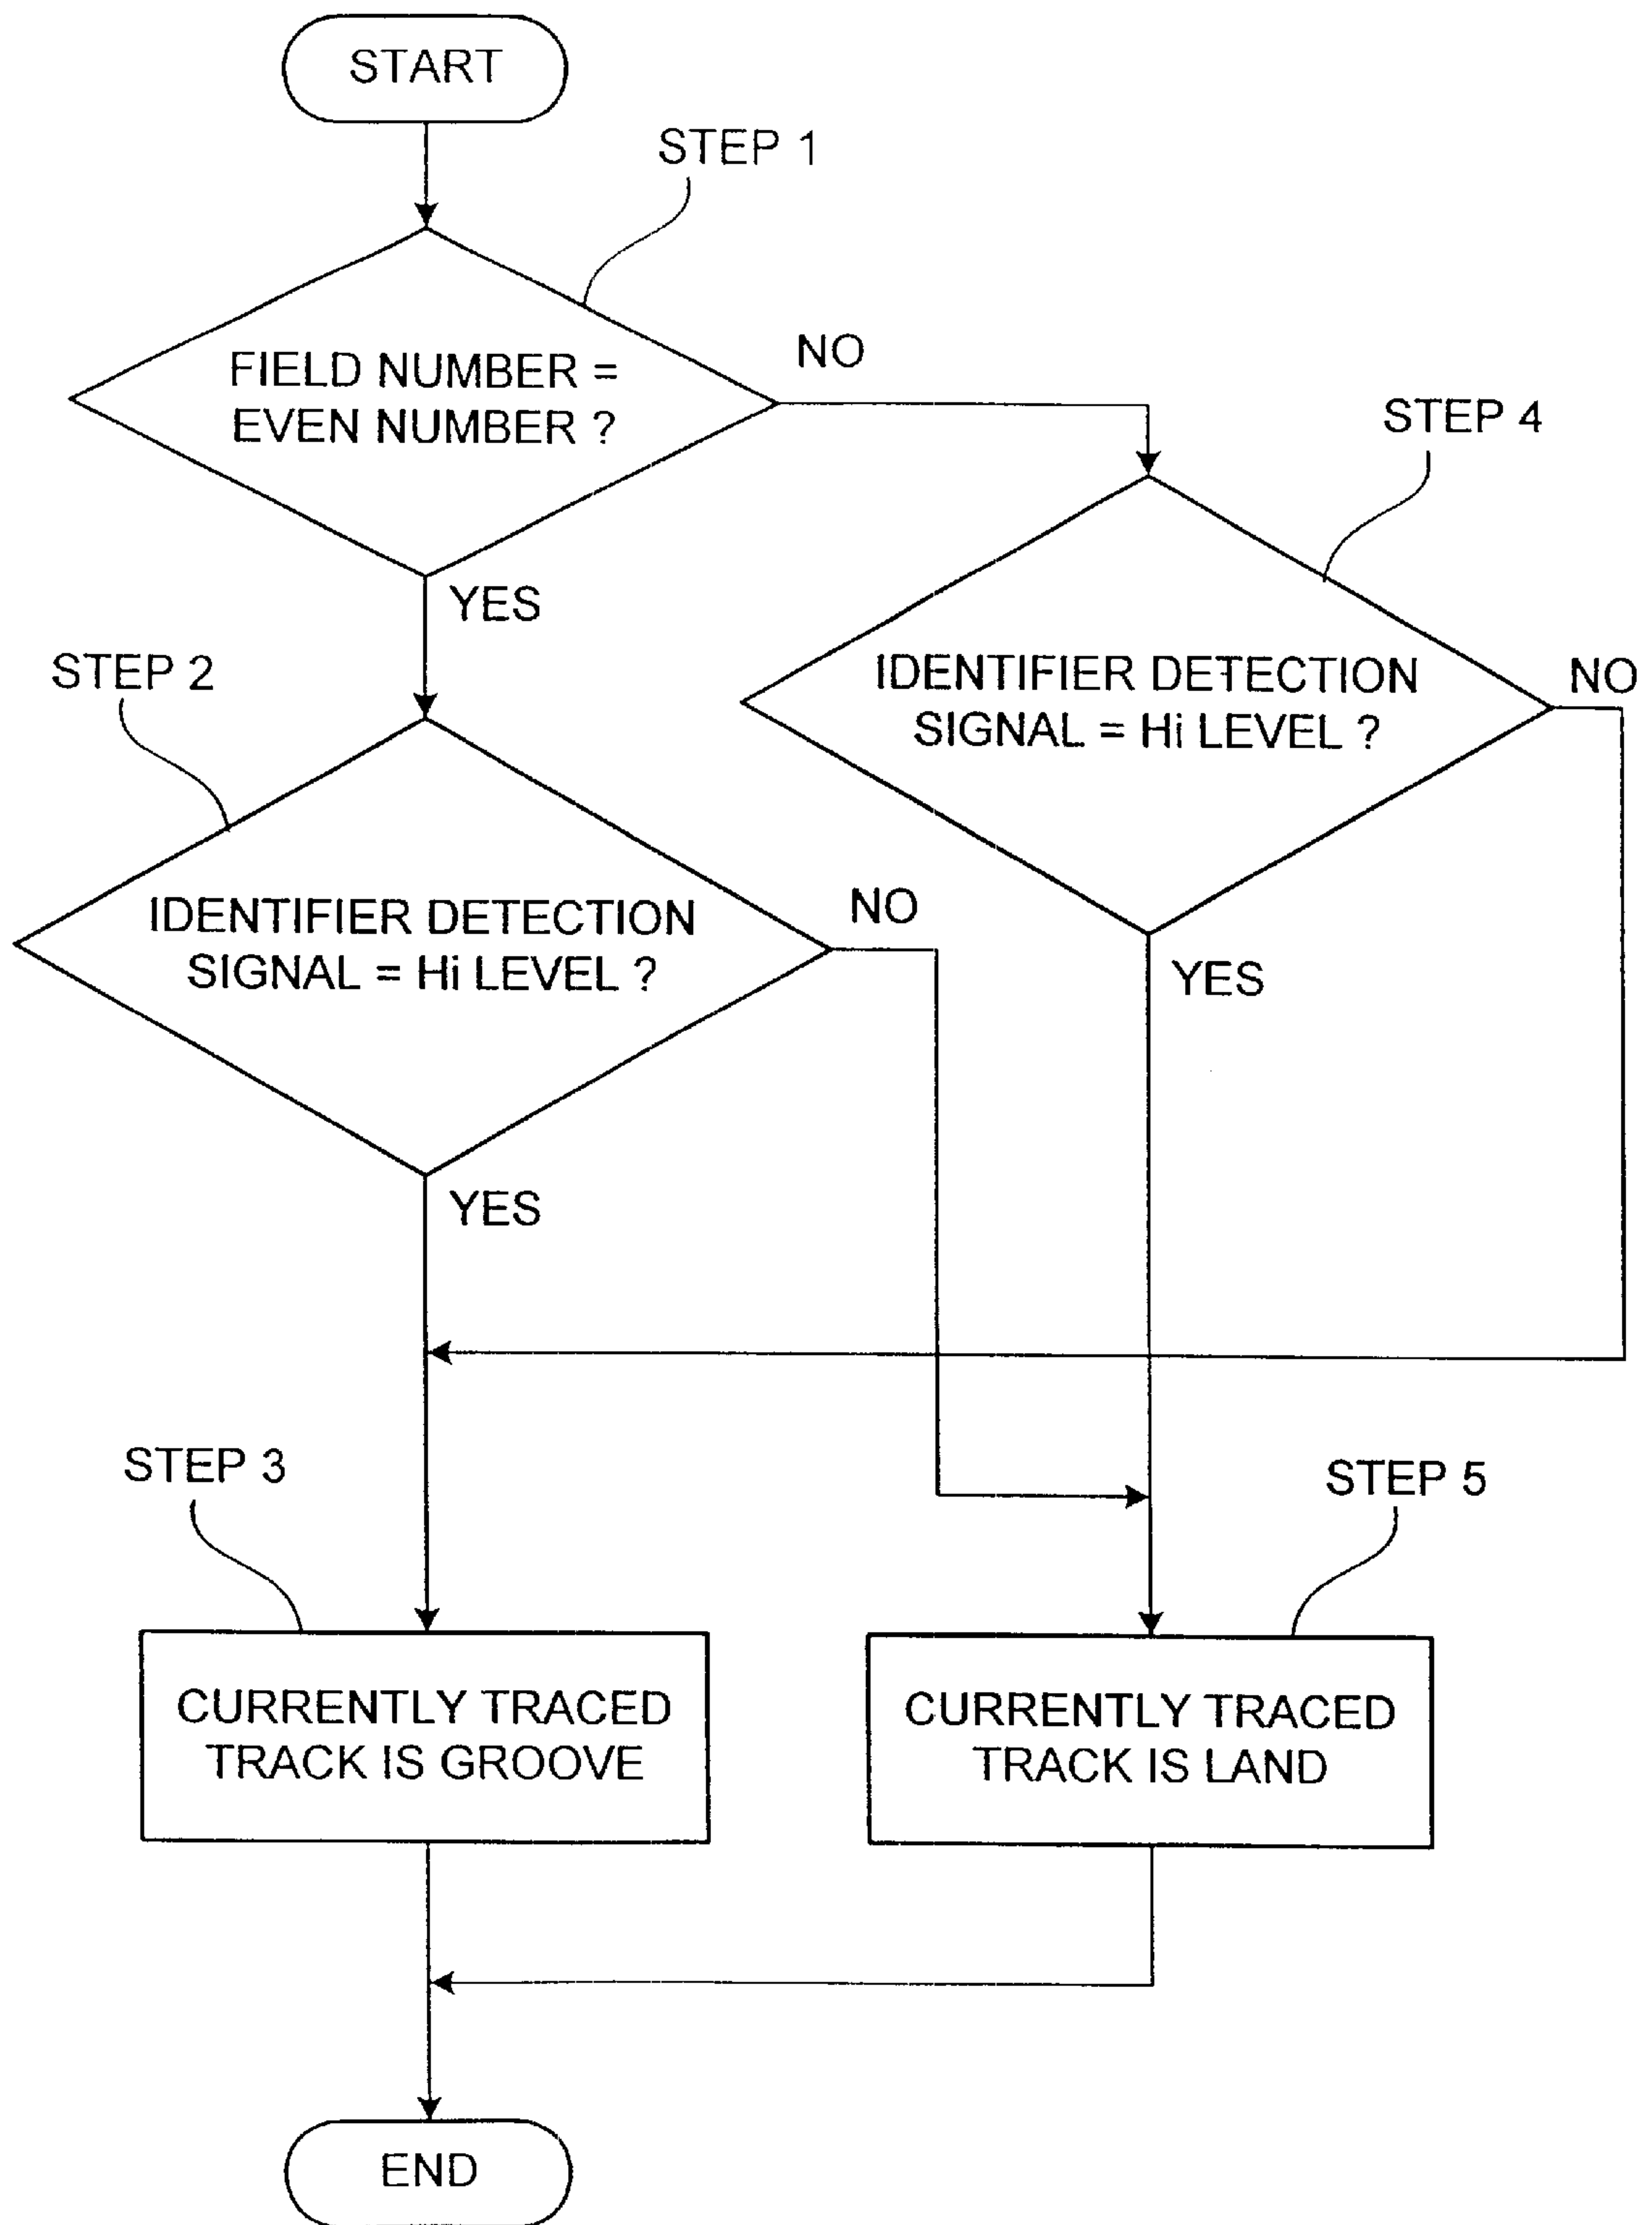 START
STEP 1
FIELD NUMBER =
EVEN NUMBER ?
NO
YES
STEP 4
IDENTIFIER DETECTION
SIGNAL = Hi LEVEL ?
NO
YES
STEP 2
IDENTIFIER DETECTION
SIGNAL = Hi LEVEL ?
NO
YES
STEP 3
CURRENTLY TRACED
TRACK IS GROOVE
STEP 5
CURRENTLY TRACED
TRACK IS LAND
END